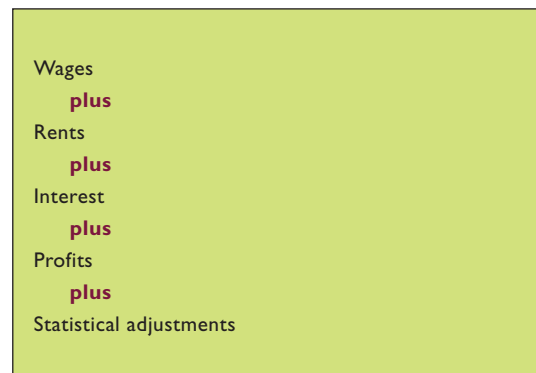 Wages
plus
Rents
plus
Interest
plus
Profits
plus
Statistical adjustments